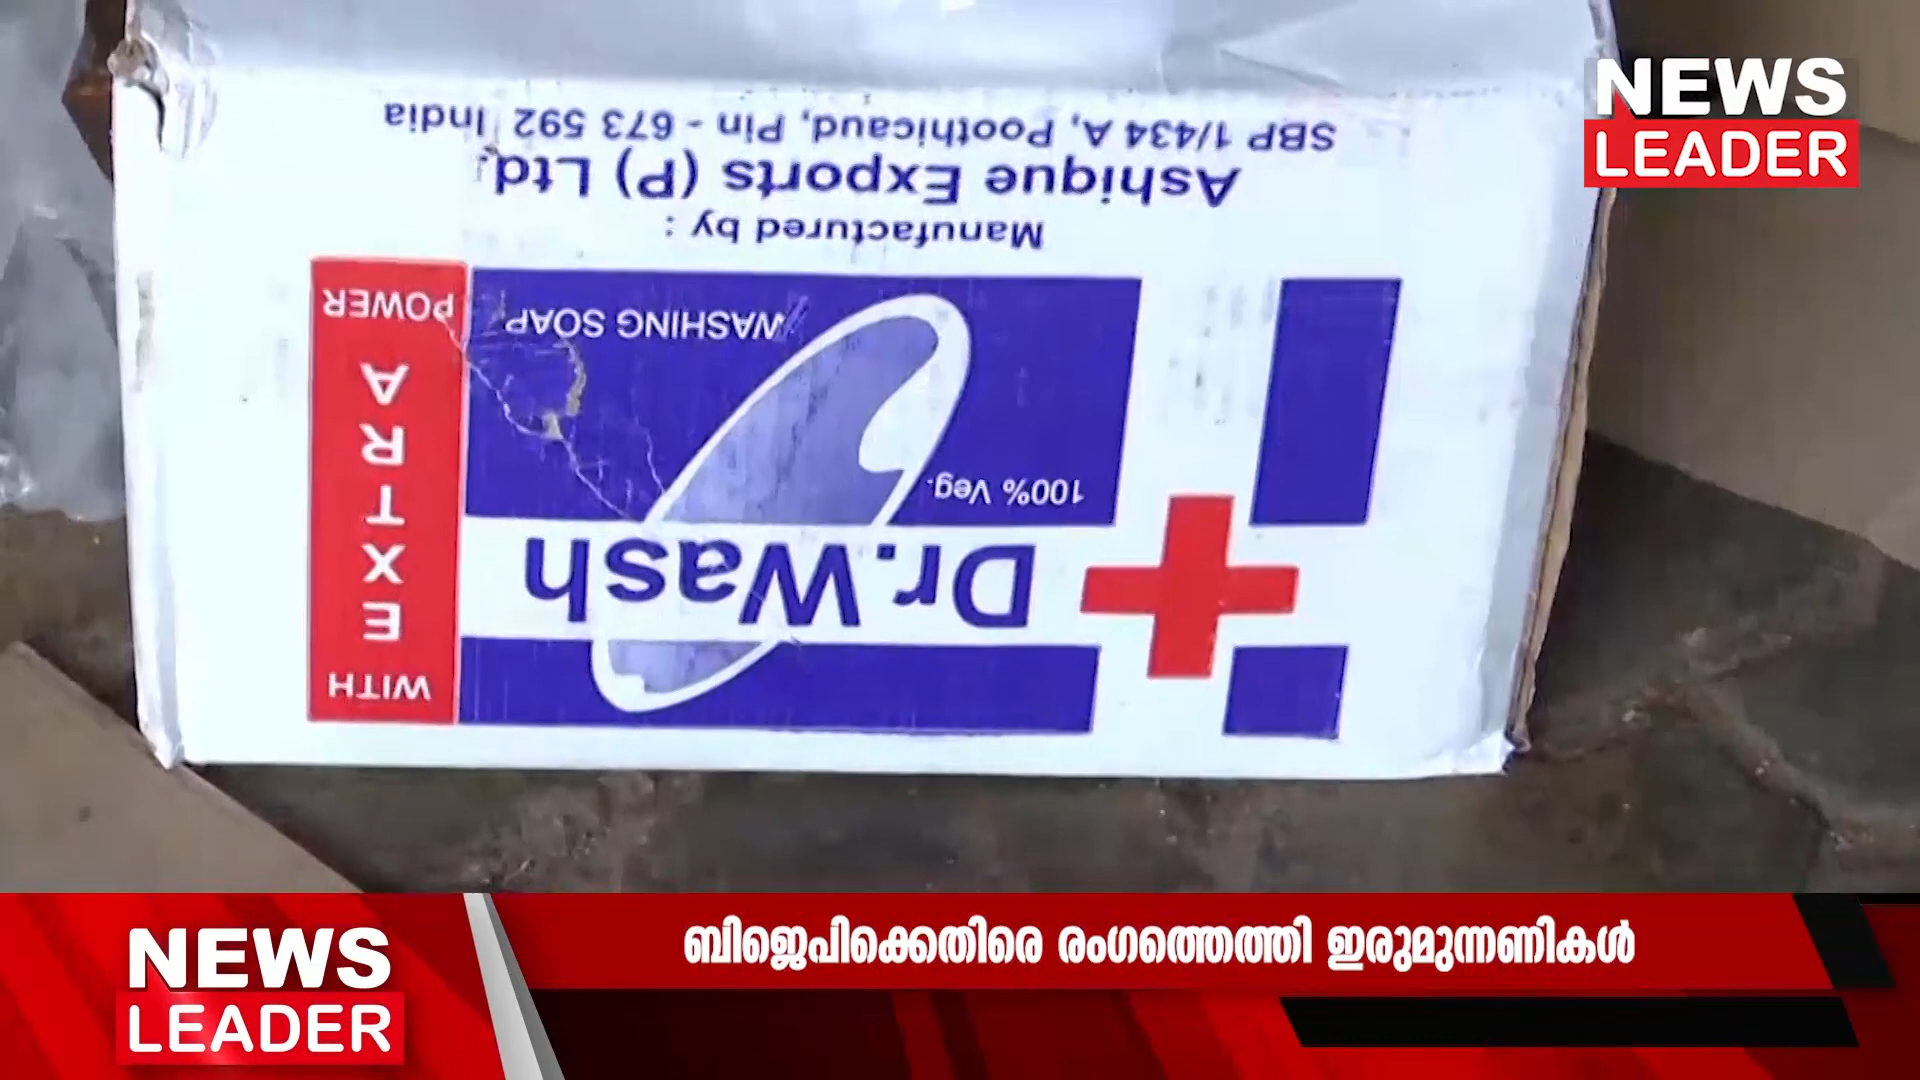 NEWS
LEADER
WITH EXTRA POWER
Dr.Wash
100% Veg.
WASHING SOAP
Manufactured by :
Ashique Exports (P) Ltd.
SBP 1/434 A, Poothicaud, Pin - 673 592 India
NEWS
LEADER
ബിജെപിക്കെതിരെ രംഗത്തെത്തി ഇരുമുന്നണികൾ